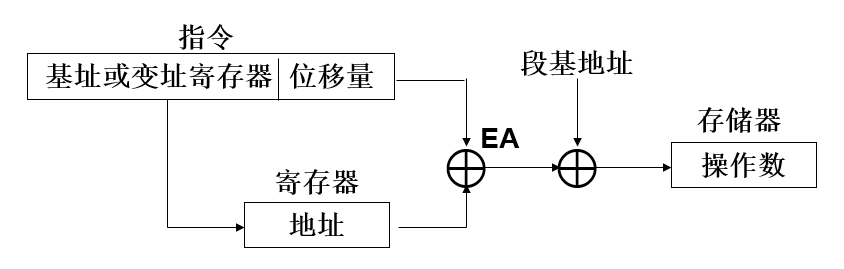 指令
基址或变址寄存器 位移量
段基地址
EA
存储器
操作数
寄存器
地址